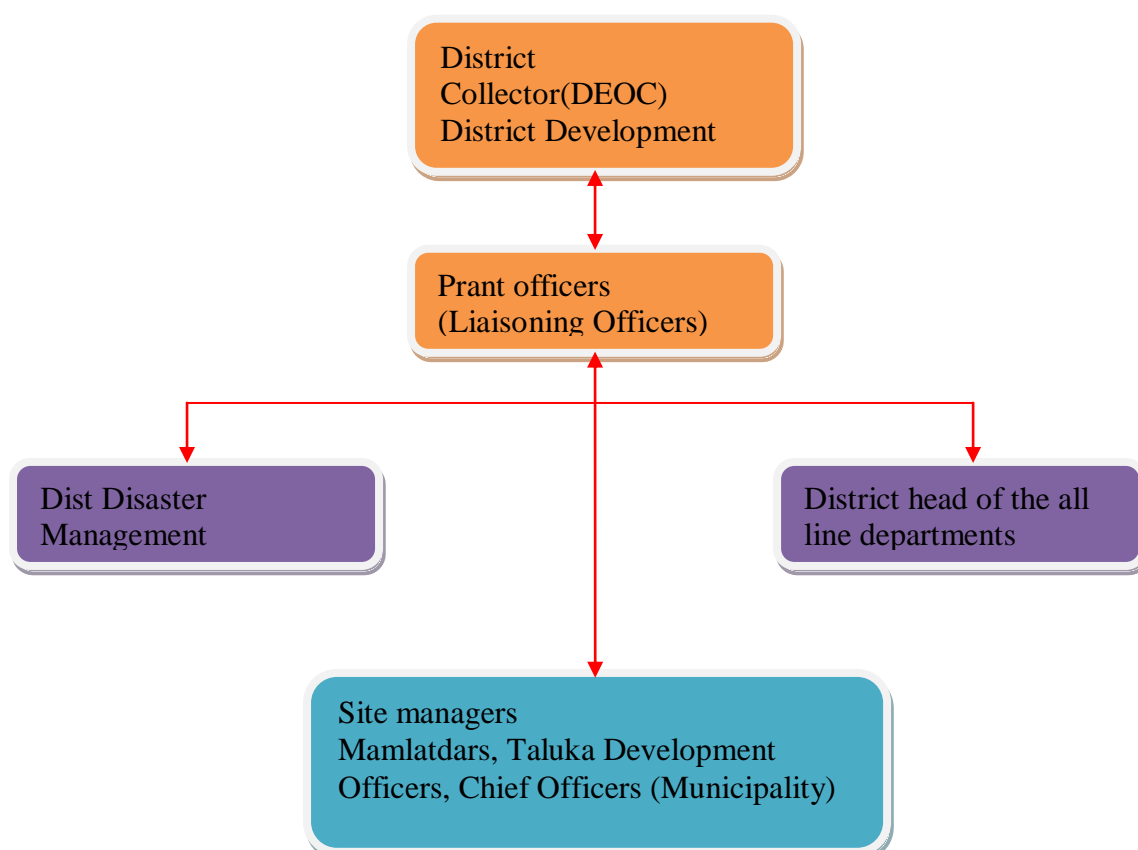 District
Collector(DEOC)
District Development
Prant officers
(Liaisoning Officers)
Dist Disaster
Management
District head of the all
line departments
Site managers
Mamlatdars, Taluka Development
Officers, Chief Officers (Municipality)